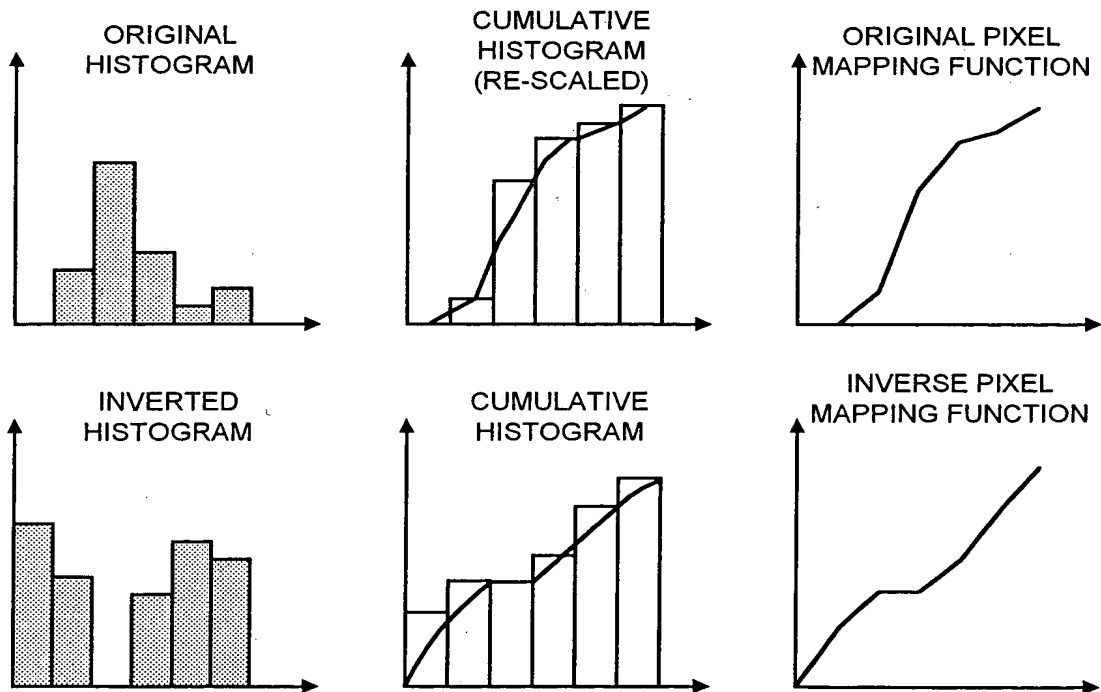 ORIGINAL
HISTOGRAM
CUMULATIVE
HISTOGRAM
(RE-SCALED)
ORIGINAL PIXEL
MAPPING FUNCTION
INVERTED
HISTOGRAM
CUMULATIVE
HISTOGRAM
INVERSE PIXEL
MAPPING FUNCTION